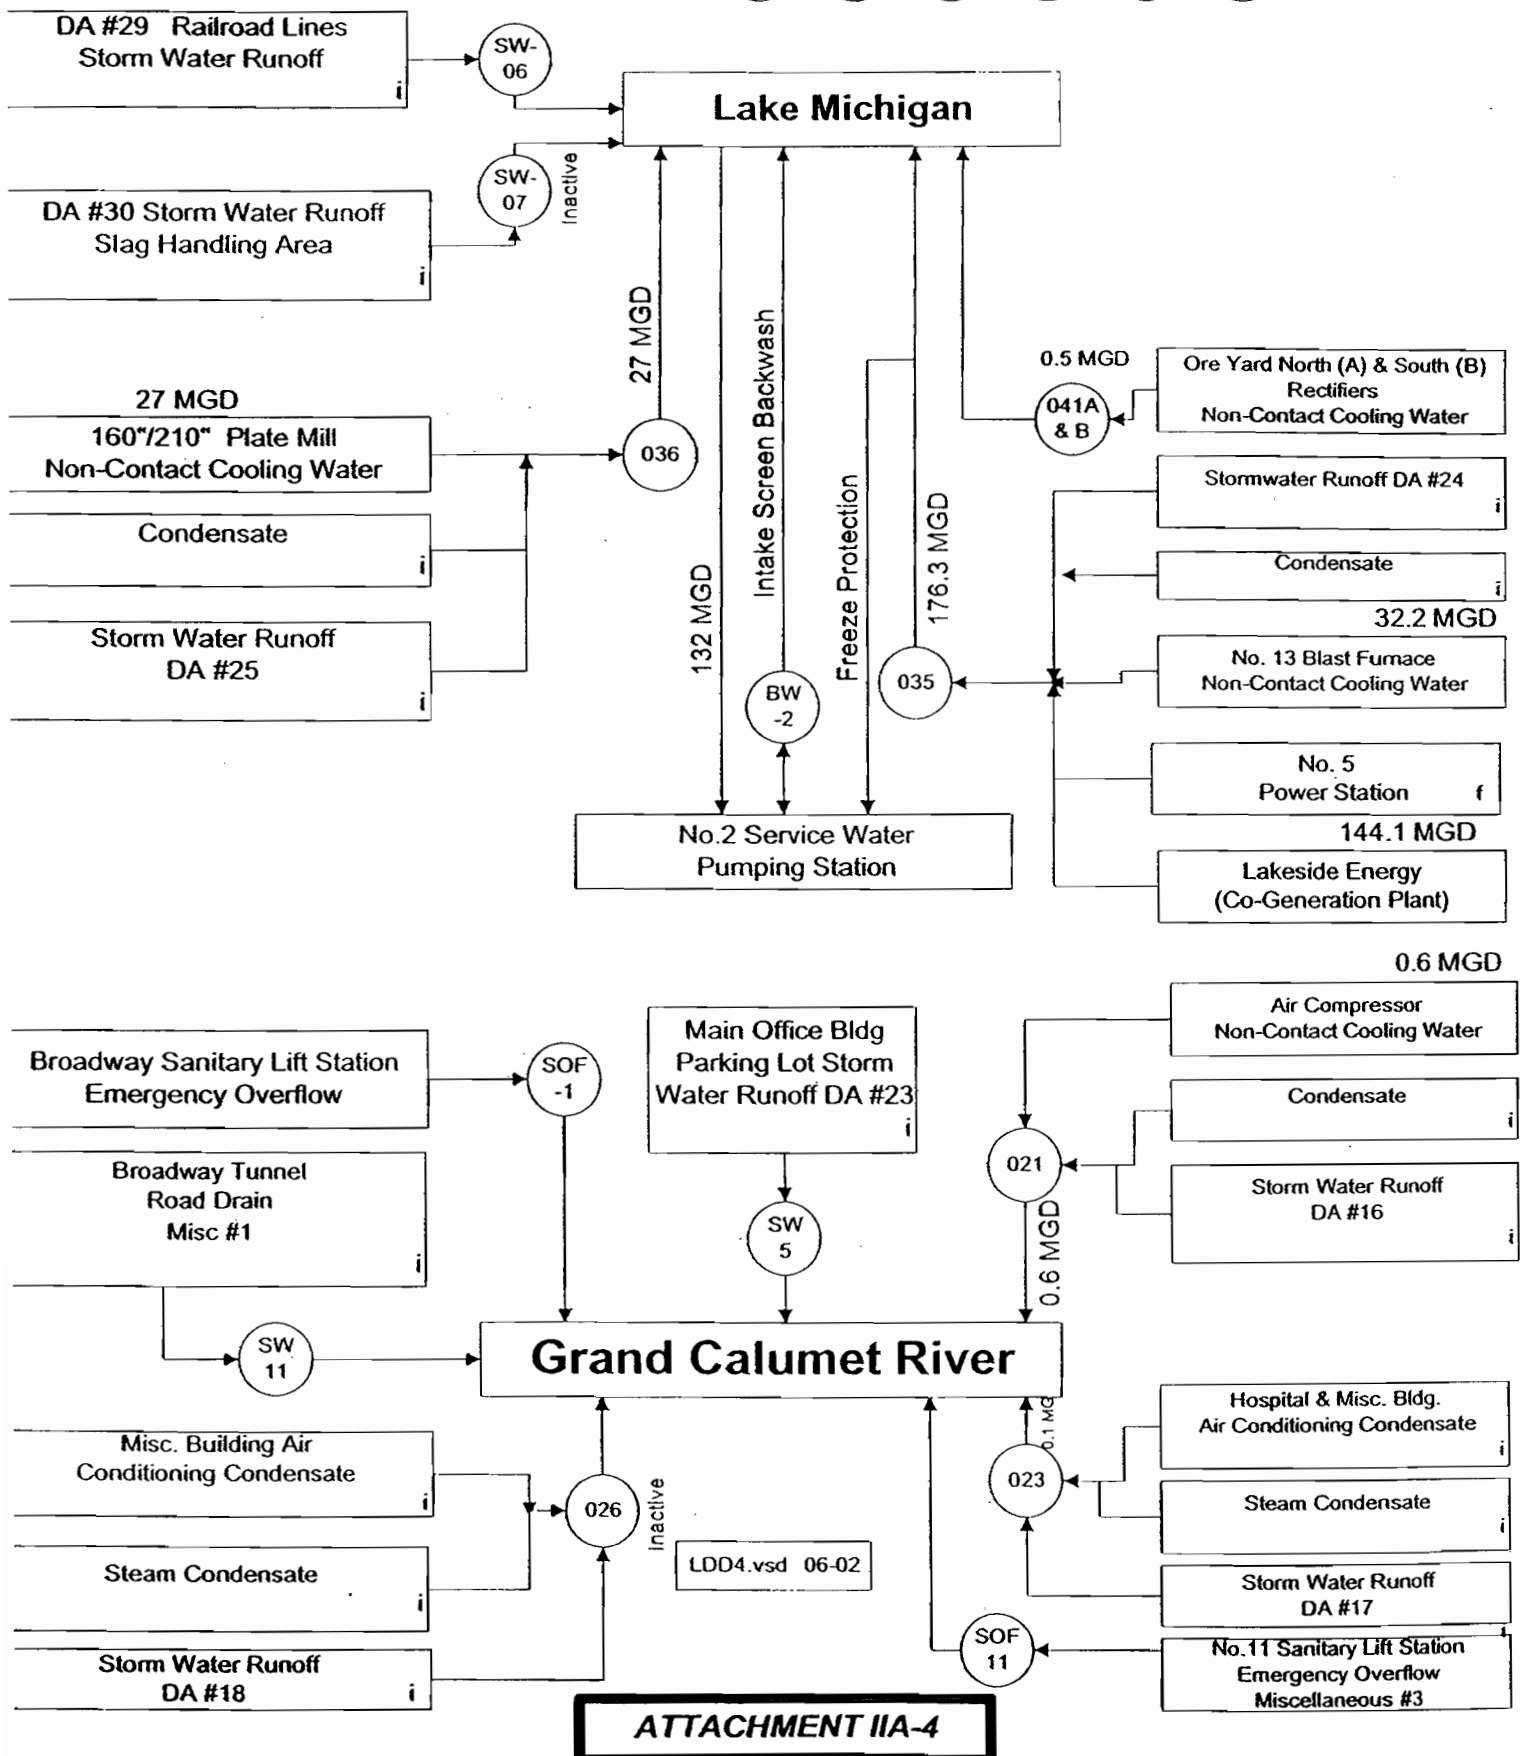 DA #29 Railroad Lines
Storm Water Runoff
i
SW-
06
Lake Michigan
SW-
07
Inactive
DA #30 Storm Water Runoff
Slag Handling Area
i
27 MGD
160"/210" Plate Mill
Non-Contact Cooling Water
Condensate
i
Storm Water Runoff
DA #25
i
036
27 MGD
132 MGD
Intake Screen Backwash
BW
-2
Freeze Protection
176.3 MGD
035
0.5 MGD
041A
& B
Ore Yard North (A) & South (B)
Rectifiers
Non-Contact Cooling Water
Stormwater Runoff DA #24
i
Condensate
i
32.2 MGD
No. 13 Blast Furnace
Non-Contact Cooling Water
No. 5
Power Station f
144.1 MGD
Lakeside Energy
(Co-Generation Plant)
No.2 Service Water
Pumping Station
Broadway Sanitary Lift Station
Emergency Overflow
SOF
-1
Main Office Bldg
Parking Lot Storm
Water Runoff DA #23
i
SW
5
0.6 MGD
Air Compressor
Non-Contact Cooling Water
Condensate
i
Storm Water Runoff
DA #16
i
021
0.6 MGD
Broadway Tunnel
Road Drain
Misc #1
i
SW
11
Grand Calumet River
Misc. Building Air
Conditioning Condensate
i
Steam Condensate
i
Storm Water Runoff
DA #18 i
026
Inactive
LDD4.vsd 06-02
0.1 MG
023
Hospital & Misc. Bldg.
Air Conditioning Condensate
i
Steam Condensate
i
Storm Water Runoff
DA #17
i
SOF
11
No.11 Sanitary Lift Station
Emergency Overflow
Miscellaneous #3
ATTACHMENT IIA-4